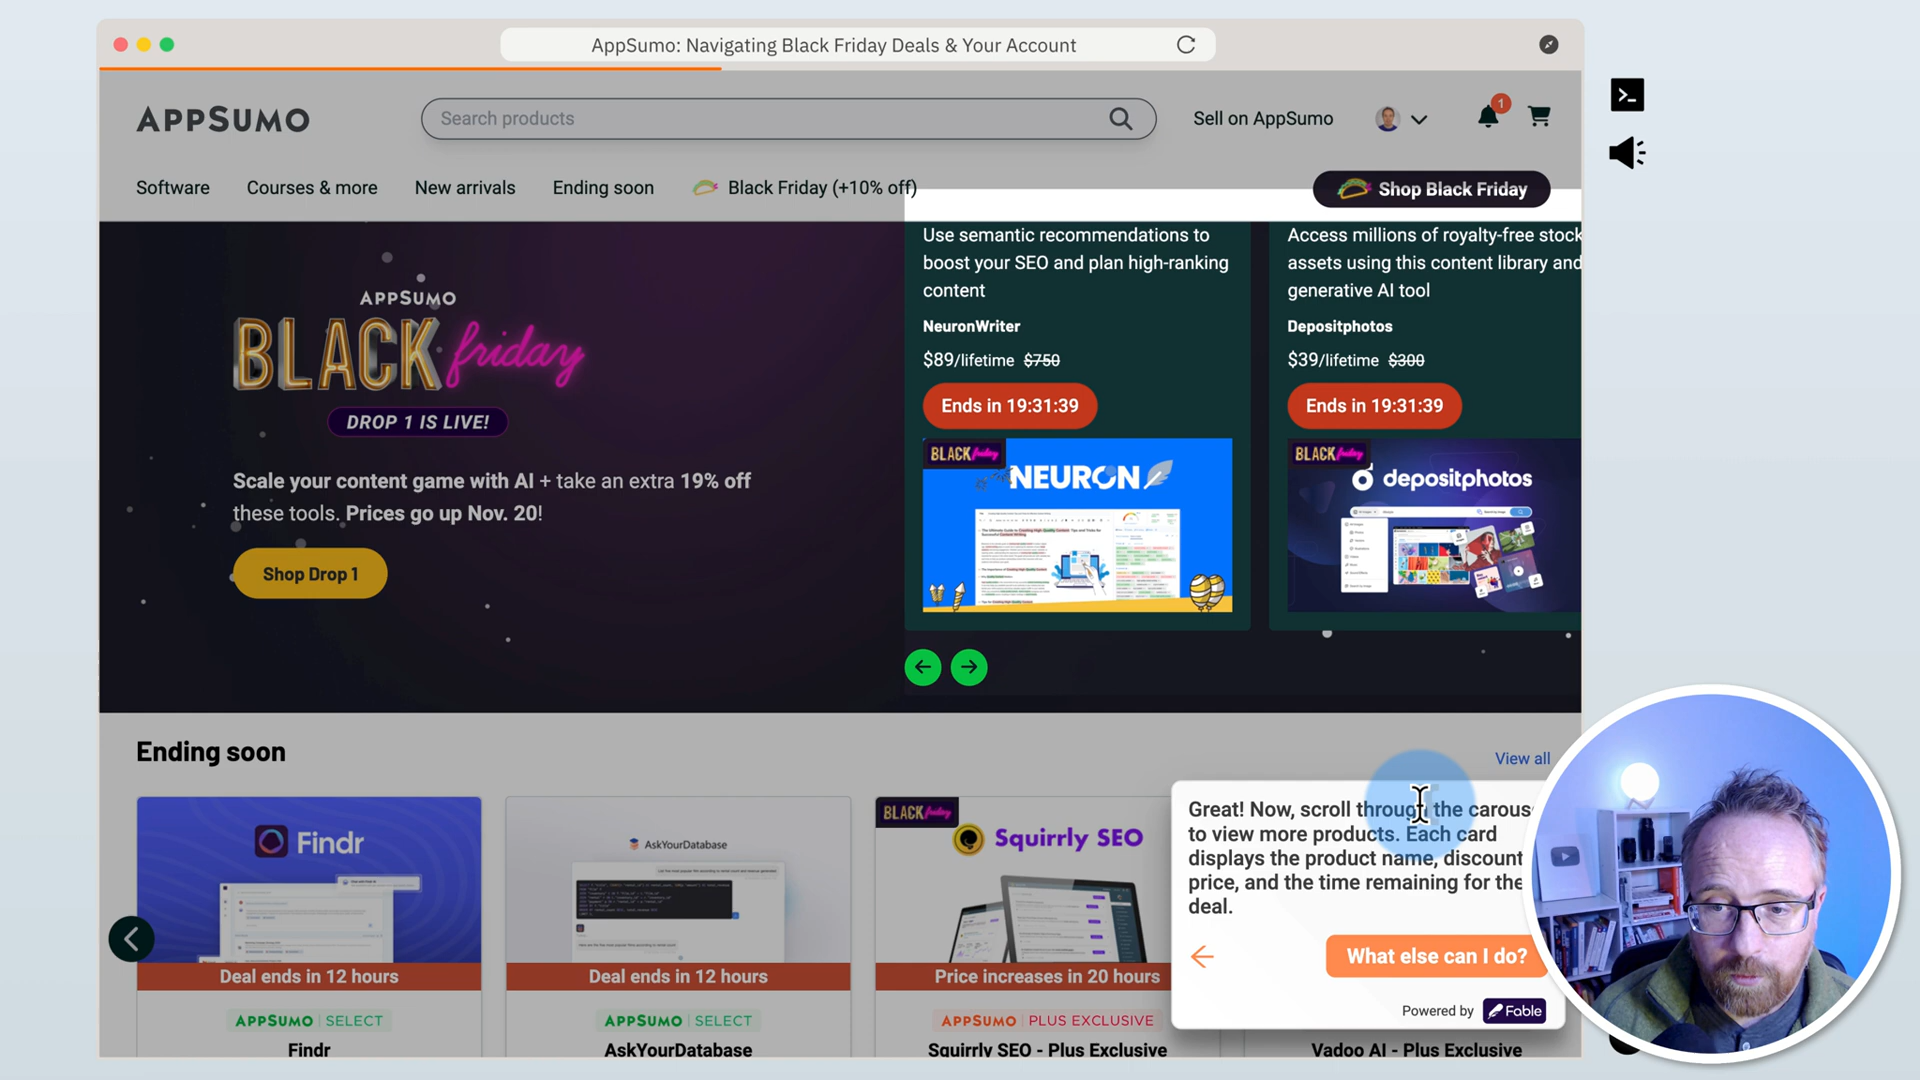 AppSumo: Navigating Black Friday Deals & Your Account
APPSUMO
Search products
Sell on AppSumo
1
Software
Courses & more
New arrivals
Ending soon
Black Friday (+10% off)
Shop Black Friday
APPSUMO
BLACK friday
DROP 1 IS LIVE!
Scale your content game with AI + take an extra 19% off
these tools. Prices go up Nov. 20!
Shop Drop 1
Use semantic recommendations to
boost your SEO and plan high-ranking
content
NeuronWriter
$89/lifetime $750
Ends in 19:31:39
BLACK friday
NEURON
Access millions of royalty-free stock
assets using this content library and
generative AI tool
Depositphotos
$39/lifetime $300
Ends in 19:31:39
BLACK friday
depositphotos
Ending soon
View all
Findr
Deal ends in 12 hours
APPSUMO | SELECT
Findr
AskYourDatabase
Deal ends in 12 hours
APPSUMO | SELECT
AskYourDatabase
BLACK friday
Squirrly SEO
Price increases in 20 hours
APPSUMO | PLUS EXCLUSIVE
Squirrly SEO - Plus Exclusive
Vadoo AI - Plus Exclusive
Great! Now, scroll through the carous
to view more products. Each card
displays the product name, discount
price, and the time remaining for the
deal.
What else can I do?
Powered by Fable